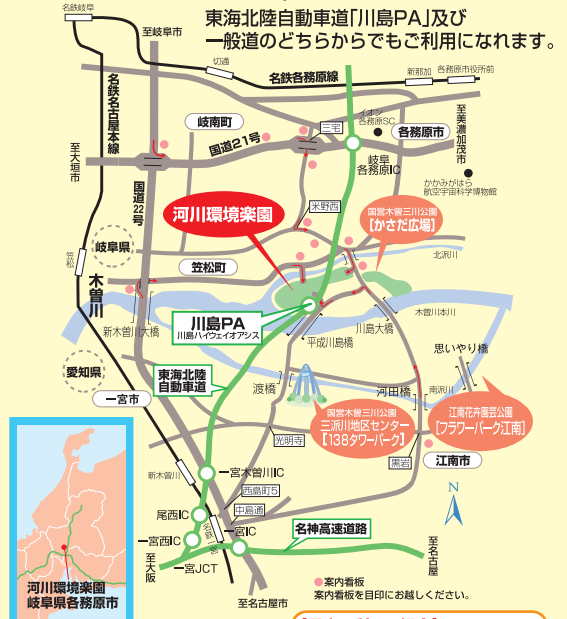 東海北陸自動車道「川島PA」及び
一般道のどちらからでもご利用になれます。
名鉄岐阜
至岐阜市
切通
名鉄各務原線
新那加
各務原市役所前
名鉄名古屋本線
岐南町
国道21号
三宅
イオン
各務原SC
各務原市
至美濃加茂市
至大垣市
岐阜
各務原IC
かかみがはら
航空宇宙科学博物館
国道22号
河川環境楽園
米野西
国営木曽三川公園
【かさだ広場】
岐阜県
笠松
笠松町
北派川
木曽川
川島PA
川島ハイウェイオアシス
新木曽川大橋
平成川島橋
川島大橋
木曽川本川
思いやり橋
愛知県
東海北陸
自動車道
渡橋
河田橋
南派川
一宮市
国営木曽三川公園
三派川地区センター
【138タワーパーク】
江南花卉園芸公園
[フラワーパーク江南]
光明寺
黒岩
江南市
新木曽川
一宮木曽川IC
西島町5
中島通
尾西IC
一宮西IC
一宮IC
名神高速道路
N
至大阪
一宮JCT
至名古屋
至名古屋市
河川環境楽園
岐阜県各務原市
案内看板
案内看板を目印にお越しください。